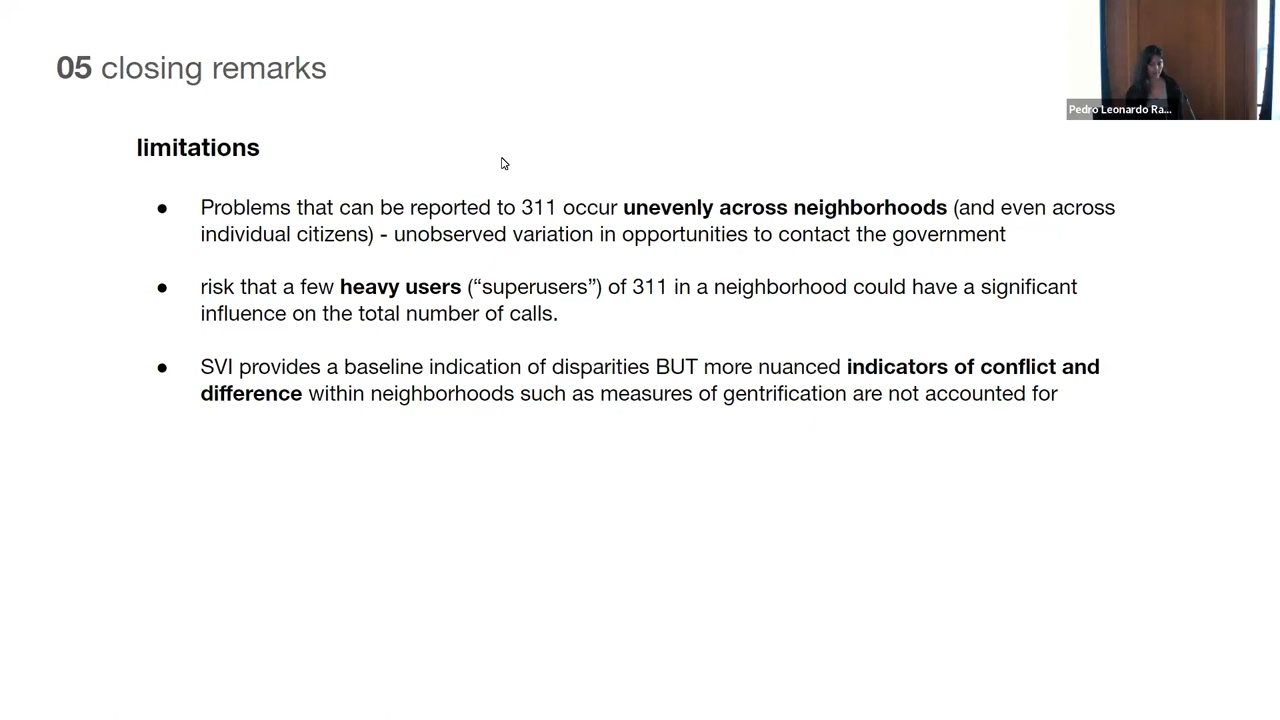 05 closing remarks
Pedro Leonardo Ra...
limitations
● Problems that can be reported to 311 occur unevenly across neighborhoods (and even across
individual citizens) - unobserved variation in opportunities to contact the government
● risk that a few heavy users (“superusers”) of 311 in a neighborhood could have a significant
influence on the total number of calls.
● SVI provides a baseline indication of disparities BUT more nuanced indicators of conflict and
difference within neighborhoods such as measures of gentrification are not accounted for